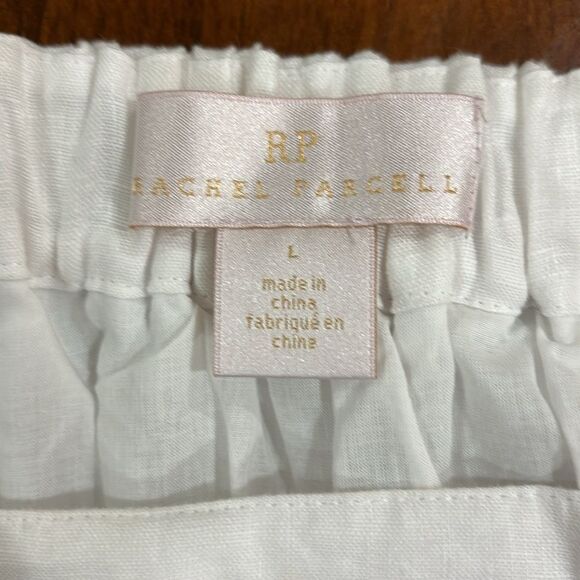 RP
RACHEL PARCELL
L
made in
china
fabriqué en
chine